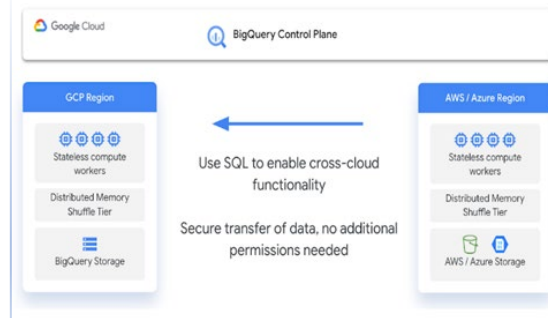 Google Cloud
BigQuery Control Plane
GCP Region
Stateless compute
workers
Distributed Memory
Shuffle Tier
BigQuery Storage
Use SQL to enable cross-cloud
functionality
Secure transfer of data, no additional
permissions needed
AWS / Azure Region
Stateless compute
workers
Distributed Memory
Shuffle Tier
AWS / Azure Storage